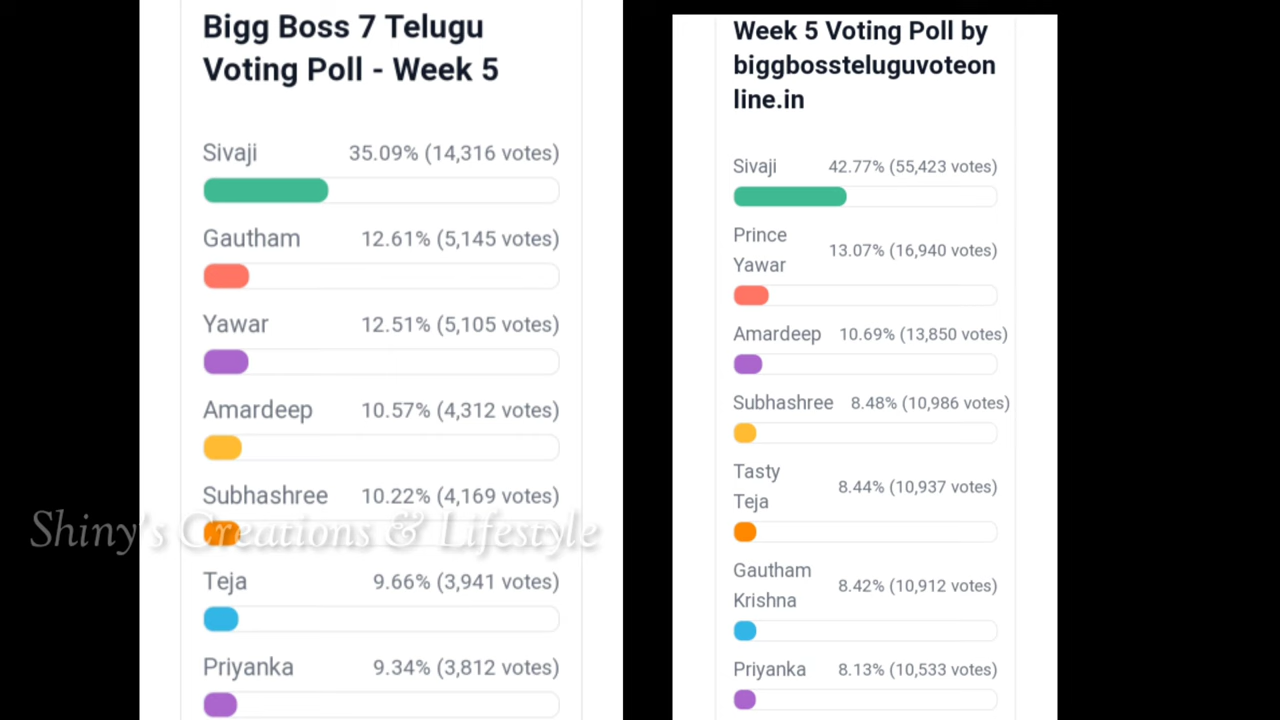 Bigg Boss 7 Telugu
Voting Poll - Week 5
Sivaji 35.09% (14,316 votes)
Gautham 12.61% (5,145 votes)
Yawar 12.51% (5,105 votes)
Amardeep 10.57% (4,312 votes)
Subhashree 10.22% (4,169 votes)
Shiny's Creations & Lifestyle
Teja 9.66% (3,941 votes)
Priyanka 9.34% (3,812 votes)
Week 5 Voting Poll by
biggbossteluguvoteon
line.in
Sivaji 42.77% (55,423 votes)
Prince
Yawar 13.07% (16,940 votes)
Amardeep 10.69% (13,850 votes)
Subhashree 8.48% (10,986 votes)
Tasty
Teja 8.44% (10,937 votes)
Gautham
Krishna 8.42% (10,912 votes)
Priyanka 8.13% (10,533 votes)